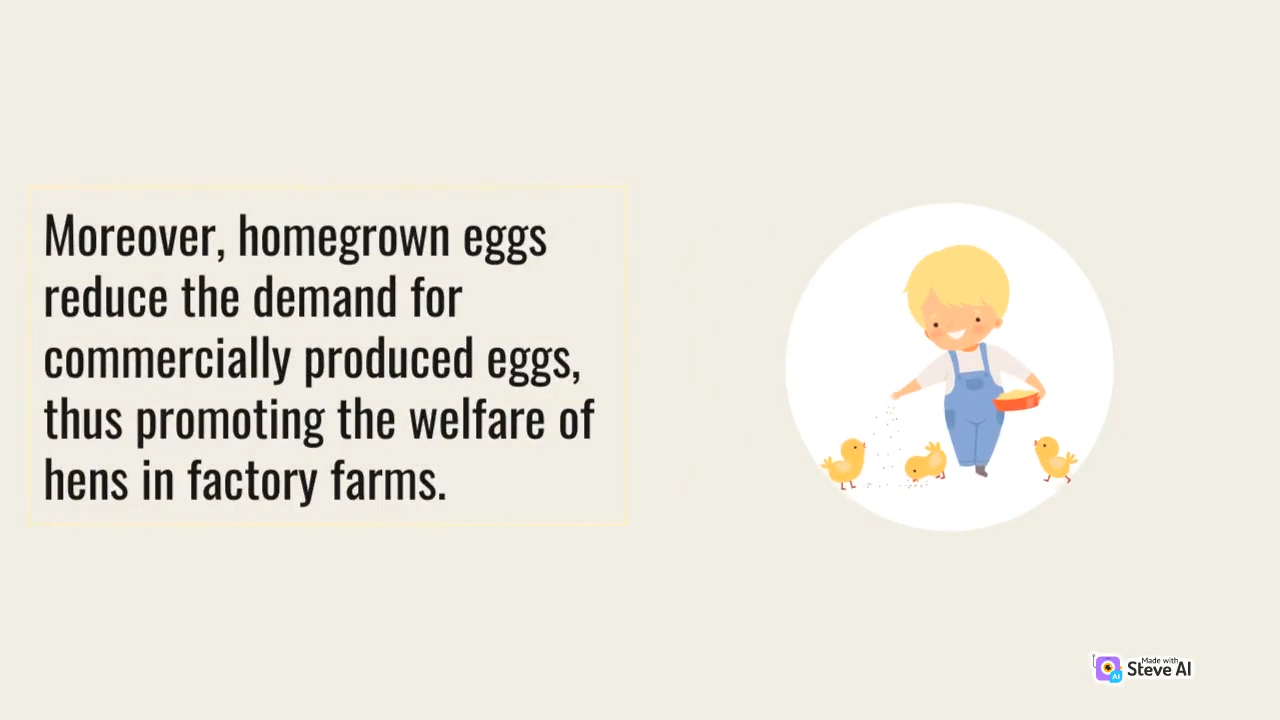 Moreover, homegrown eggs
reduce the demand for
commercially produced eggs,
thus promoting the welfare of
hens in factory farms.
Made with
Steve AI
AI